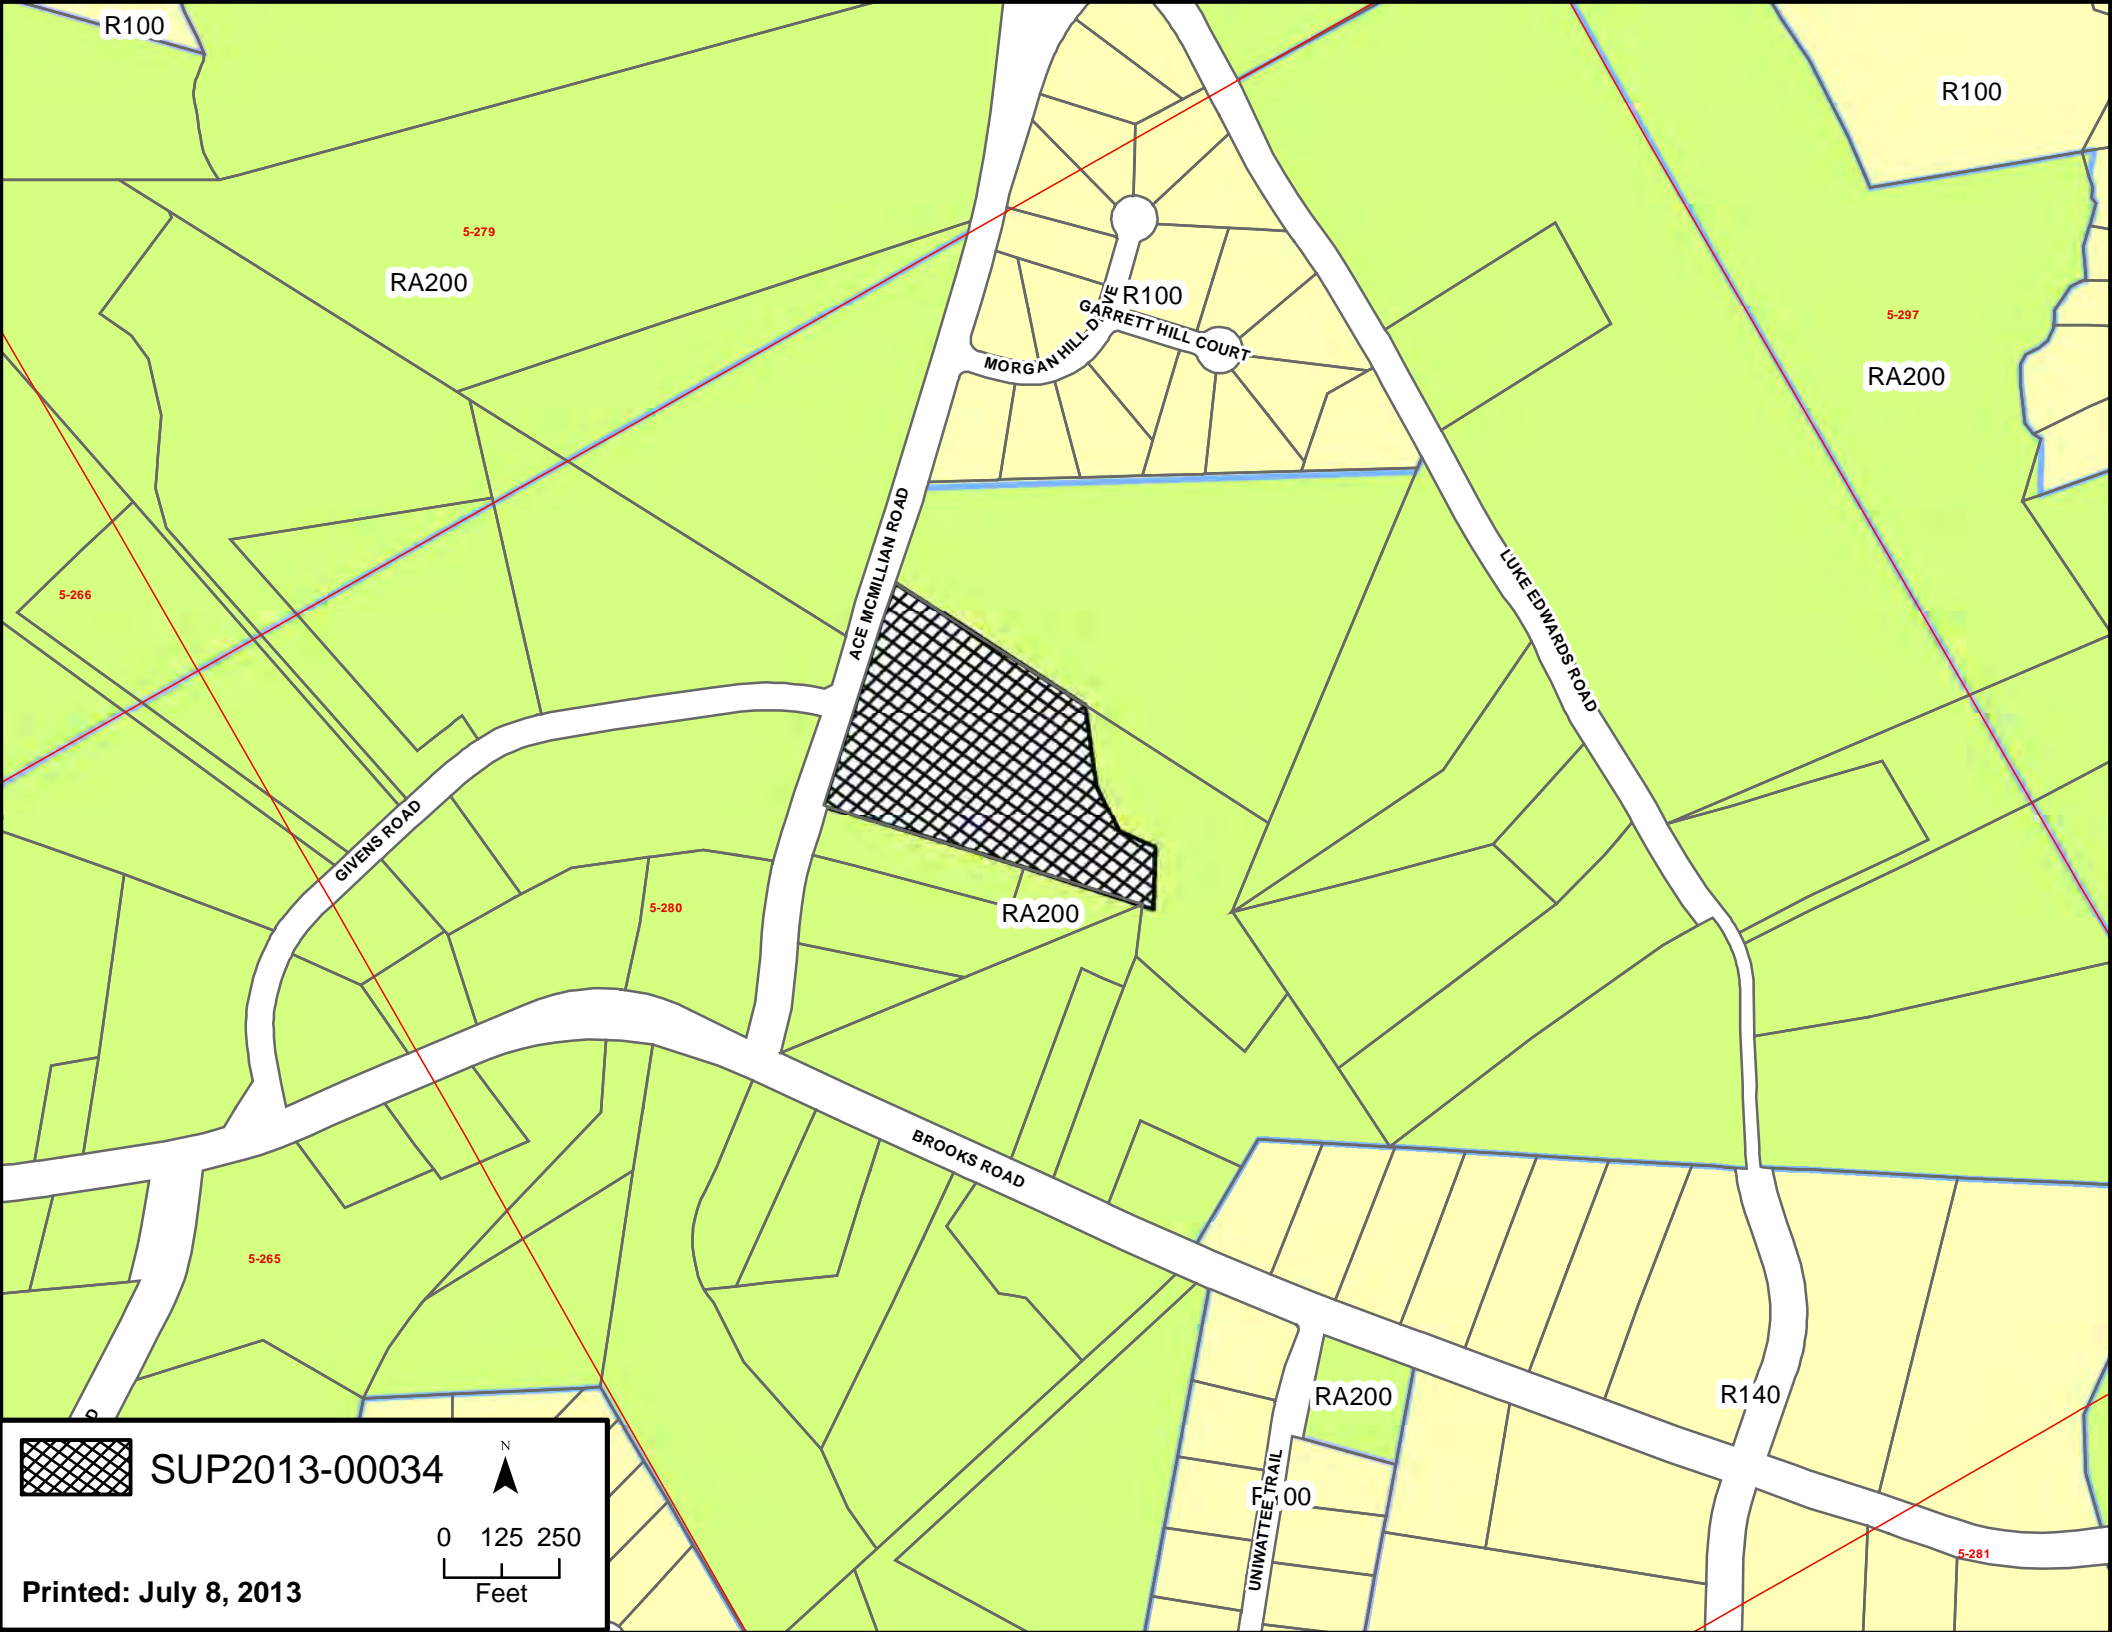 R100
R100
5-279
RA200
R100
GARRETT HILL COURT
5-297
MORGAN HILL
RA200
ACE MCMILLIAN ROAD
5-266
LUKE EDWARDS ROAD
GIVENS ROAD
5-280
RA200
BROOKS ROAD
5-265
RA200
R140
D
UNIWATTEE TRAIL
5-281
SUP2013-00034
N
0 125 250
Feet
Printed: July 8, 2013